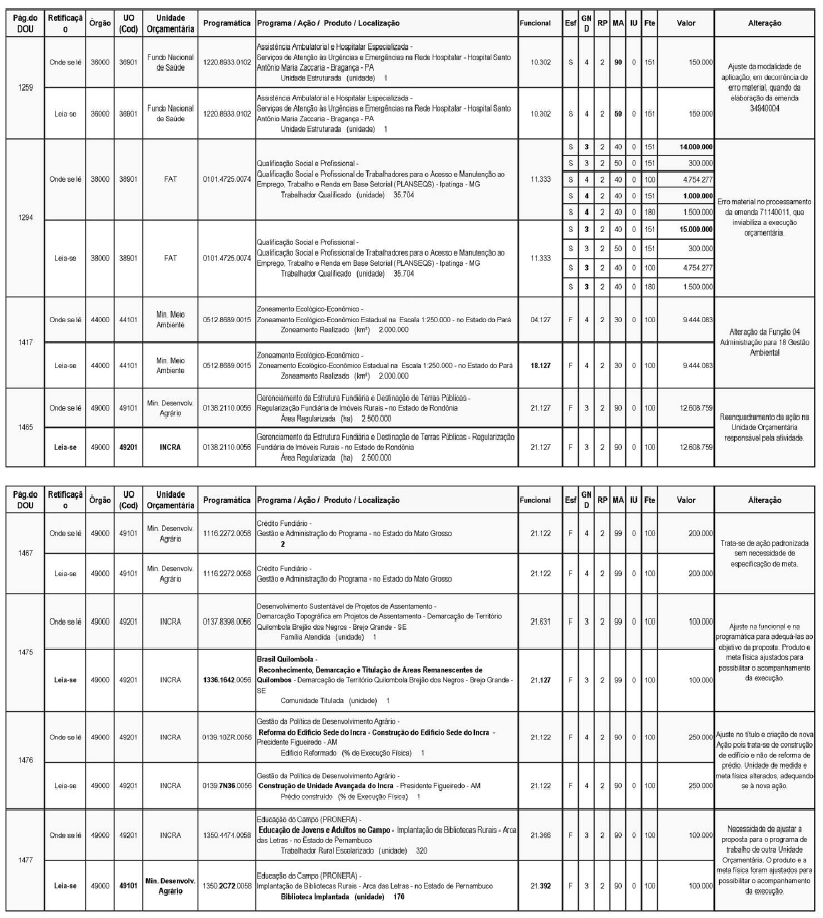 Pág.do DOU Retificaçã o Órgão UO (Cod) Unidade Orçamentária Programática Programa / Ação / Produto / Localização Funcional Esf GN D RP MA IU Fte Valor Alteração
1259
Onde se lé 36000 36901 Fundo Nacional de Saúde 1220.8933.0102
Assistência Ambulatorial e Hospitalar Especializada -
Serviços de Atenção às Urgências e Emergências na Rede Hospitalar - Hospital Santo
Antônio Maria Zaccaria - Bragança - PA
Unidade Estruturada (unidade) 1
10.302 S 4 2 90 0 151 150.000
Leia-se 36000 36901 Fundo Nacional de Saúde 1220.8933.0102
Assistência Ambulatorial e Hospitalar Especializada -
Serviços de Atenção às Urgências e Emergências na Rede Hospitalar - Hospital Santo
Antônio Maria Zaccaria - Bragança - PA
Unidade Estruturada (unidade) 1
10.302 S 4 2 50 0 151 150.000
Ajuste da modalidade de
aplicação, em decorrência de
erro material, quando da
elaboração da emenda
34940004
1294
Onde se lé 38000 38901 FAT 0101.4725.0074
Qualificação Social e Profissional -
Qualificação Social e Profissional de Trabalhadores para o Acesso e Manutenção ao
Emprego, Trabalho e Renda em Base Setorial (PLANSEQS) - Ipatinga - MG
Trabalhador Qualificado (unidade) 35.704
11.333
S 3 2 40 0 151 14.000.000
S 3 2 50 0 151 300.000
S 4 2 40 0 100 4.754.277
S 4 2 40 0 151 1.000.000
S 4 2 40 0 180 1.500.000
Leia-se 38000 38901 FAT 0101.4725.0074
Qualificação Social e Profissional -
Qualificação Social e Profissional de Trabalhadores para o Acesso e Manutenção ao
Emprego, Trabalho e Renda em Base Setorial (PLANSEQS) - Ipatinga - MG
Trabalhador Qualificado (unidade) 35.704
11.333
S 3 2 40 0 151 15.000.000
S 3 2 50 0 151 300.000
S 3 2 40 0 100 4.754.277
S 3 2 40 0 180 1.500.000
Erro material no processamento
da emenda 71140011, que
inviabiliza a execução
orçamentária.
1417
Onde se lé 44000 44101 Min. Meio Ambiente 0512.8689.0015
Zoneamento Ecológico-Econômico -
Zoneamento Ecológico-Econômico Estadual na Escala 1:250.000 - no Estado do Pará
Zoneamento Realizado (km²) 2.000.000
04.127 F 4 2 30 0 100 9.444.083
Leia-se 44000 44101 Min. Meio Ambiente 0512.8689.0015
Zoneamento Ecológico-Econômico -
Zoneamento Ecológico-Econômico Estadual na Escala 1:250.000 - no Estado do Pará
Zoneamento Realizado (km²) 2.000.000
18.127 F 4 2 30 0 100 9.444.083
Alteração da Função 04
Administração para 18 Gestão
Ambiental
1465
Onde se lé 49000 49101 Min. Desenvolv. Agrário 0138.2110.0056
Gerenciamento da Estrutura Fundiária e Destinação de Terras Públicas -
Regularização Fundiária de Imóveis Rurais - no Estado de Rondônia
Área Regularizada (ha) 2.500.000
21.127 F 3 2 90 0 100 12.608.759
Leia-se 49000 49201 INCRA 0138.2110.0056
Gerenciamento da Estrutura Fundiária e Destinação de Terras Públicas - Regularização
Fundiária de Imóveis Rurais - no Estado de Rondônia
Área Regularizada (ha) 2.500.000
21.127 F 3 2 90 0 100 12.608.759
Reenquadramento da ação na
Unidade Orçamentária
responsável pela atividade.
Pág.do DOU Retificaçã o Órgão UO (Cod) Unidade Orçamentária Programática Programa / Ação / Produto / Localização Funcional Esf GN D RP MA IU Fte Valor Alteração
1467
Onde se lé 49000 49101 Min. Desenvolv. Agrário 1116.2272.0058
Crédito Fundiário -
Gestão e Administração do Programa - no Estado do Mato Grosso
2
21.122 F 4 2 99 0 100 200.000
Leia-se 49000 49101 Min. Desenvolv. Agrário 1116.2272.0058
Crédito Fundiário -
Gestão e Administração do Programa - no Estado do Mato Grosso
21.122 F 4 2 99 0 100 200.000
Trata-se de ação padronizada
sem necessidade de
especificação de meta.
1475
Onde se lé 49000 49201 INCRA 0137.8398.0056
Desenvolvimento Sustentável de Projetos de Assentamento -
Demarcação Topográfica em Projetos de Assentamento - Demarcação de Território
Quilombola Brejão dos Negros - Brejo Grande - SE
Família Atendida (unidade) 1
21.631 F 3 2 99 0 100 100.000
Leia-se 49000 49201 INCRA 1336.1642.0056
Brasil Quilombola -
Reconhecimento, Demarcação e Titulação de Áreas Remanescentes de
Quilombos - Demarcação de Território Quilombola Brejão dos Negros - Brejo Grande -
SE
Comunidade Titulada (unidade) 1
21.127 F 3 2 99 0 100 100.000
Ajuste na funcional e na
programática para adequá-las ao
objetivo da proposta. Produto e
meta física ajustados para
possibilitar o acompanhamento
da execução.
1476
Onde se lé 49000 49201 INCRA 0139.10ZR.0056
Gestão da Política de Desenvolvimento Agrário -
Reforma do Edifício Sede do Incra - Construção do Edifício Sede do Incra -
Presidente Figueiredo - AM
Edifício Reformado (% de Execução Física) 1
21.122 F 4 2 90 0 100 250.000
Leia-se 49000 49201 INCRA 0139.7N36.0056
Gestão da Política de Desenvolvimento Agrário -
Construção de Unidade Avançada do Incra - Presidente Figueiredo - AM
Prédio construído (% de Execução Física) 1
21.122 F 4 2 90 0 100 250.000
Ajuste no título e criação de nova
Ação pois trata-se de construção
de edifício e não de reforma de
prédio. Unidade de medida e
meta física alterados, adequando
se à nova ação.
1477
Onde se lé 49000 49201 INCRA 1350.4474.0058
Educação do Campo (PRONERA) -
Educação de Jovens e Adultos no Campo - Implantação de Bibliotecas Rurais - Arca
das Letras - no Estado de Pernambuco
Trabalhador Rural Escolarizado (unidade) 320
21.366 F 3 2 90 0 100 100.000
Leia-se 49000 49101 Min. Desenvolv. Agrário 1350.2C72.0058
Educação do Campo (PRONERA) -
Implantação de Bibliotecas Rurais - Arca das Letras - no Estado de Pernambuco
Biblioteca Implantada (unidade) 170
21.392 F 3 2 90 0 100 100.000
Necessidade de ajustar a
proposta para o programa de
trabalho de outra Unidade
Orçamentária. O produto e a
meta física foram ajustados para
possibilitar o acompanhamento
da execução.